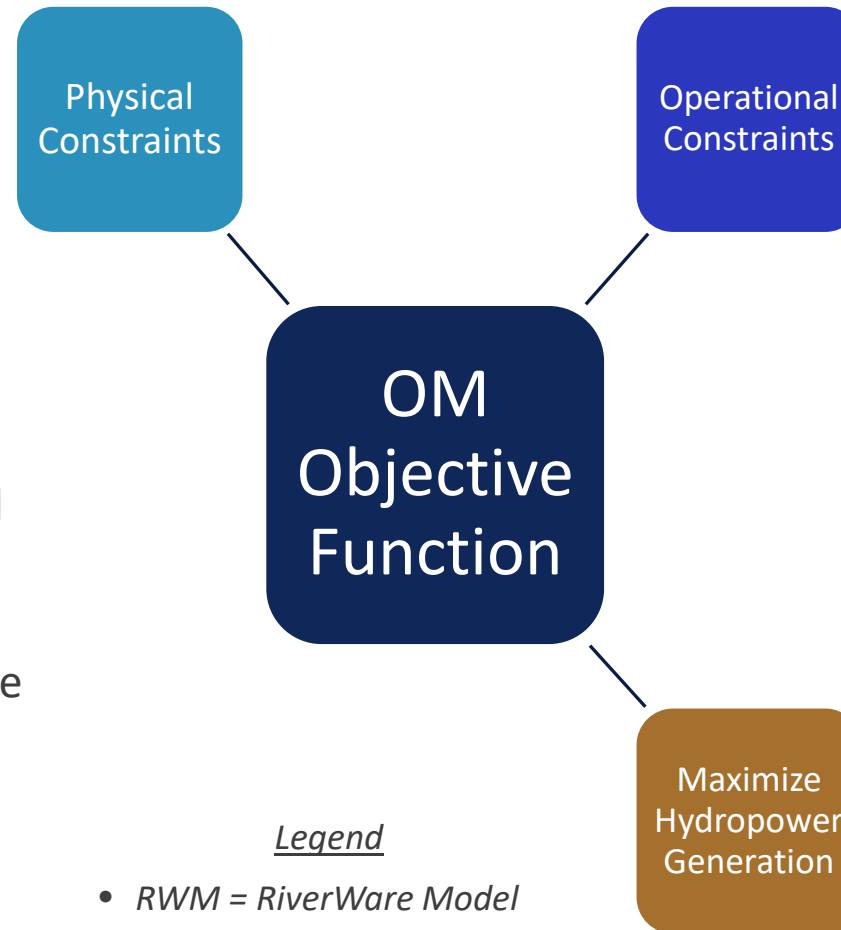 Physical
Constraints
Operational
Constraints
OM
Objective
Function
e
Maximize
Hydropower
Generation
Legend
• RWM = RiverWare Model